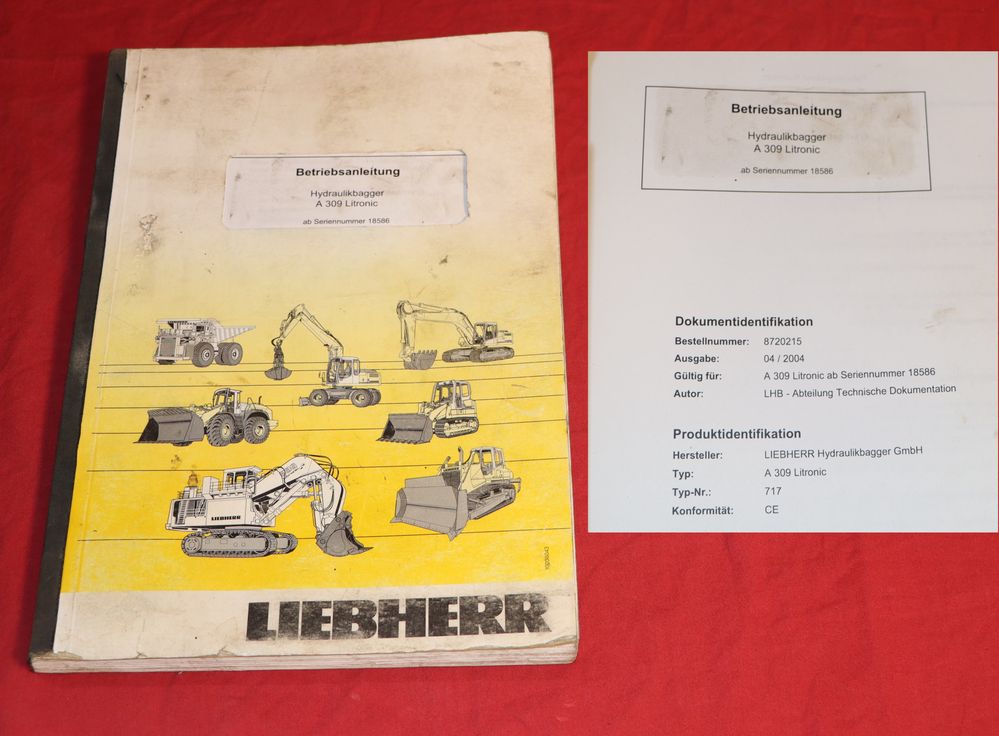 Betriebsanleitung
Hydraulikbagger
A 309 Litronic
ab Seriennummer 18586
LIEBHERR
LIEBHERR
Betriebsanleitung
Hydraulikbagger
A 309 Litronic
ab Seriennummer 18586
Dokumentidentifikation
Bestellnummer: 8720215
Ausgabe: 04 / 2004
Gültig für: A 309 Litronic ab Seriennummer 18586
Autor: LHB - Abteilung Technische Dokumentation
Produktidentifikation
Hersteller: LIEBHERR Hydraulikbagger GmbH
Typ: A 309 Litronic
Typ-Nr.: 717
Konformität: CE